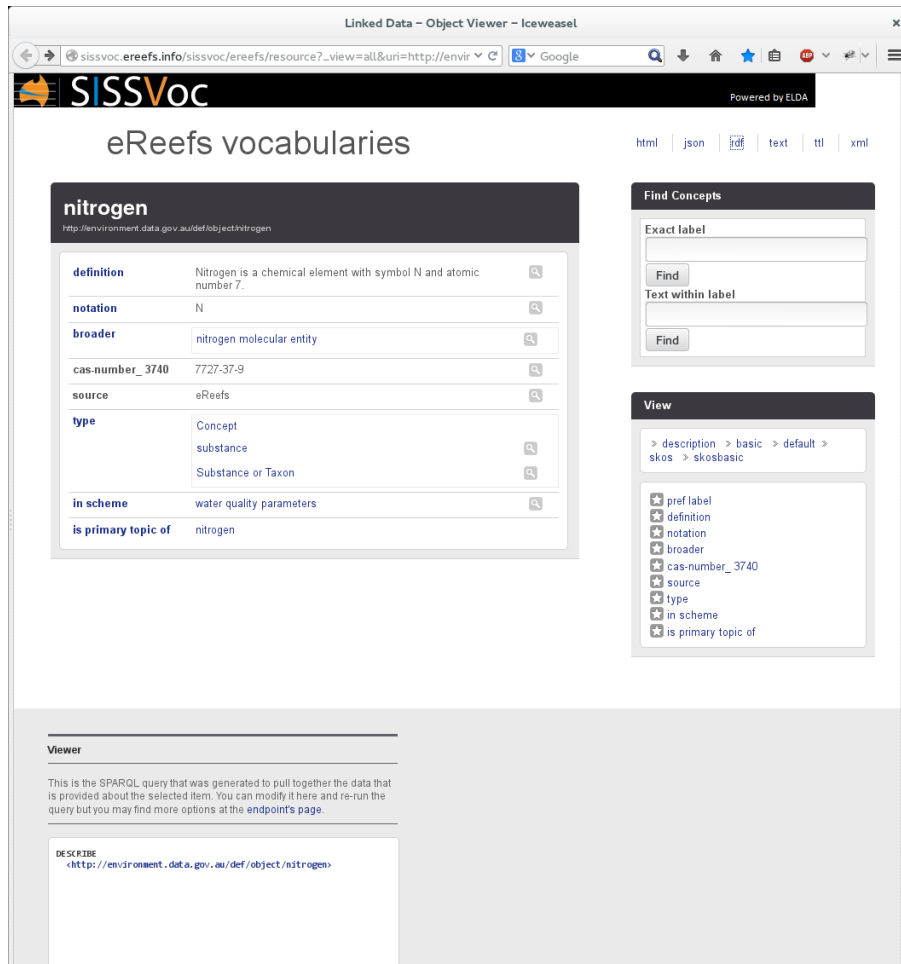 Linked Data – Object Viewer – Iceweasel
sissvoc.ereefs.info/sissvoc/ereefs/resource?_view=all&uri=http://envir
Google
SISSVoc
Powered by ELDA
eReefs vocabularies
html json rdf text ttl xml
nitrogen
http://environment.data.gov.au/def/object/nitrogen
definition Nitrogen is a chemical element with symbol N and atomic
number 7.
notation N
broader nitrogen molecular entity
cas-number_ 3740 7727-37-9
source eReefs
type Concept
substance
Substance or Taxon
in scheme water quality parameters
is primary topic of nitrogen
Find Concepts
Exact label
Find
Text within label
Find
View
» description » basic » default »
skos » skosbasic
pref label
definition
notation
broader
cas-number_ 3740
source
type
in scheme
is primary topic of
Viewer
This is the SPARQL query that was generated to pull together the data that
is provided about the selected item. You can modify it here and re-run the
query but you may find more options at the endpoint's page.
DESCRIBE
<http://environment.data.gov.au/def/object/nitrogen>